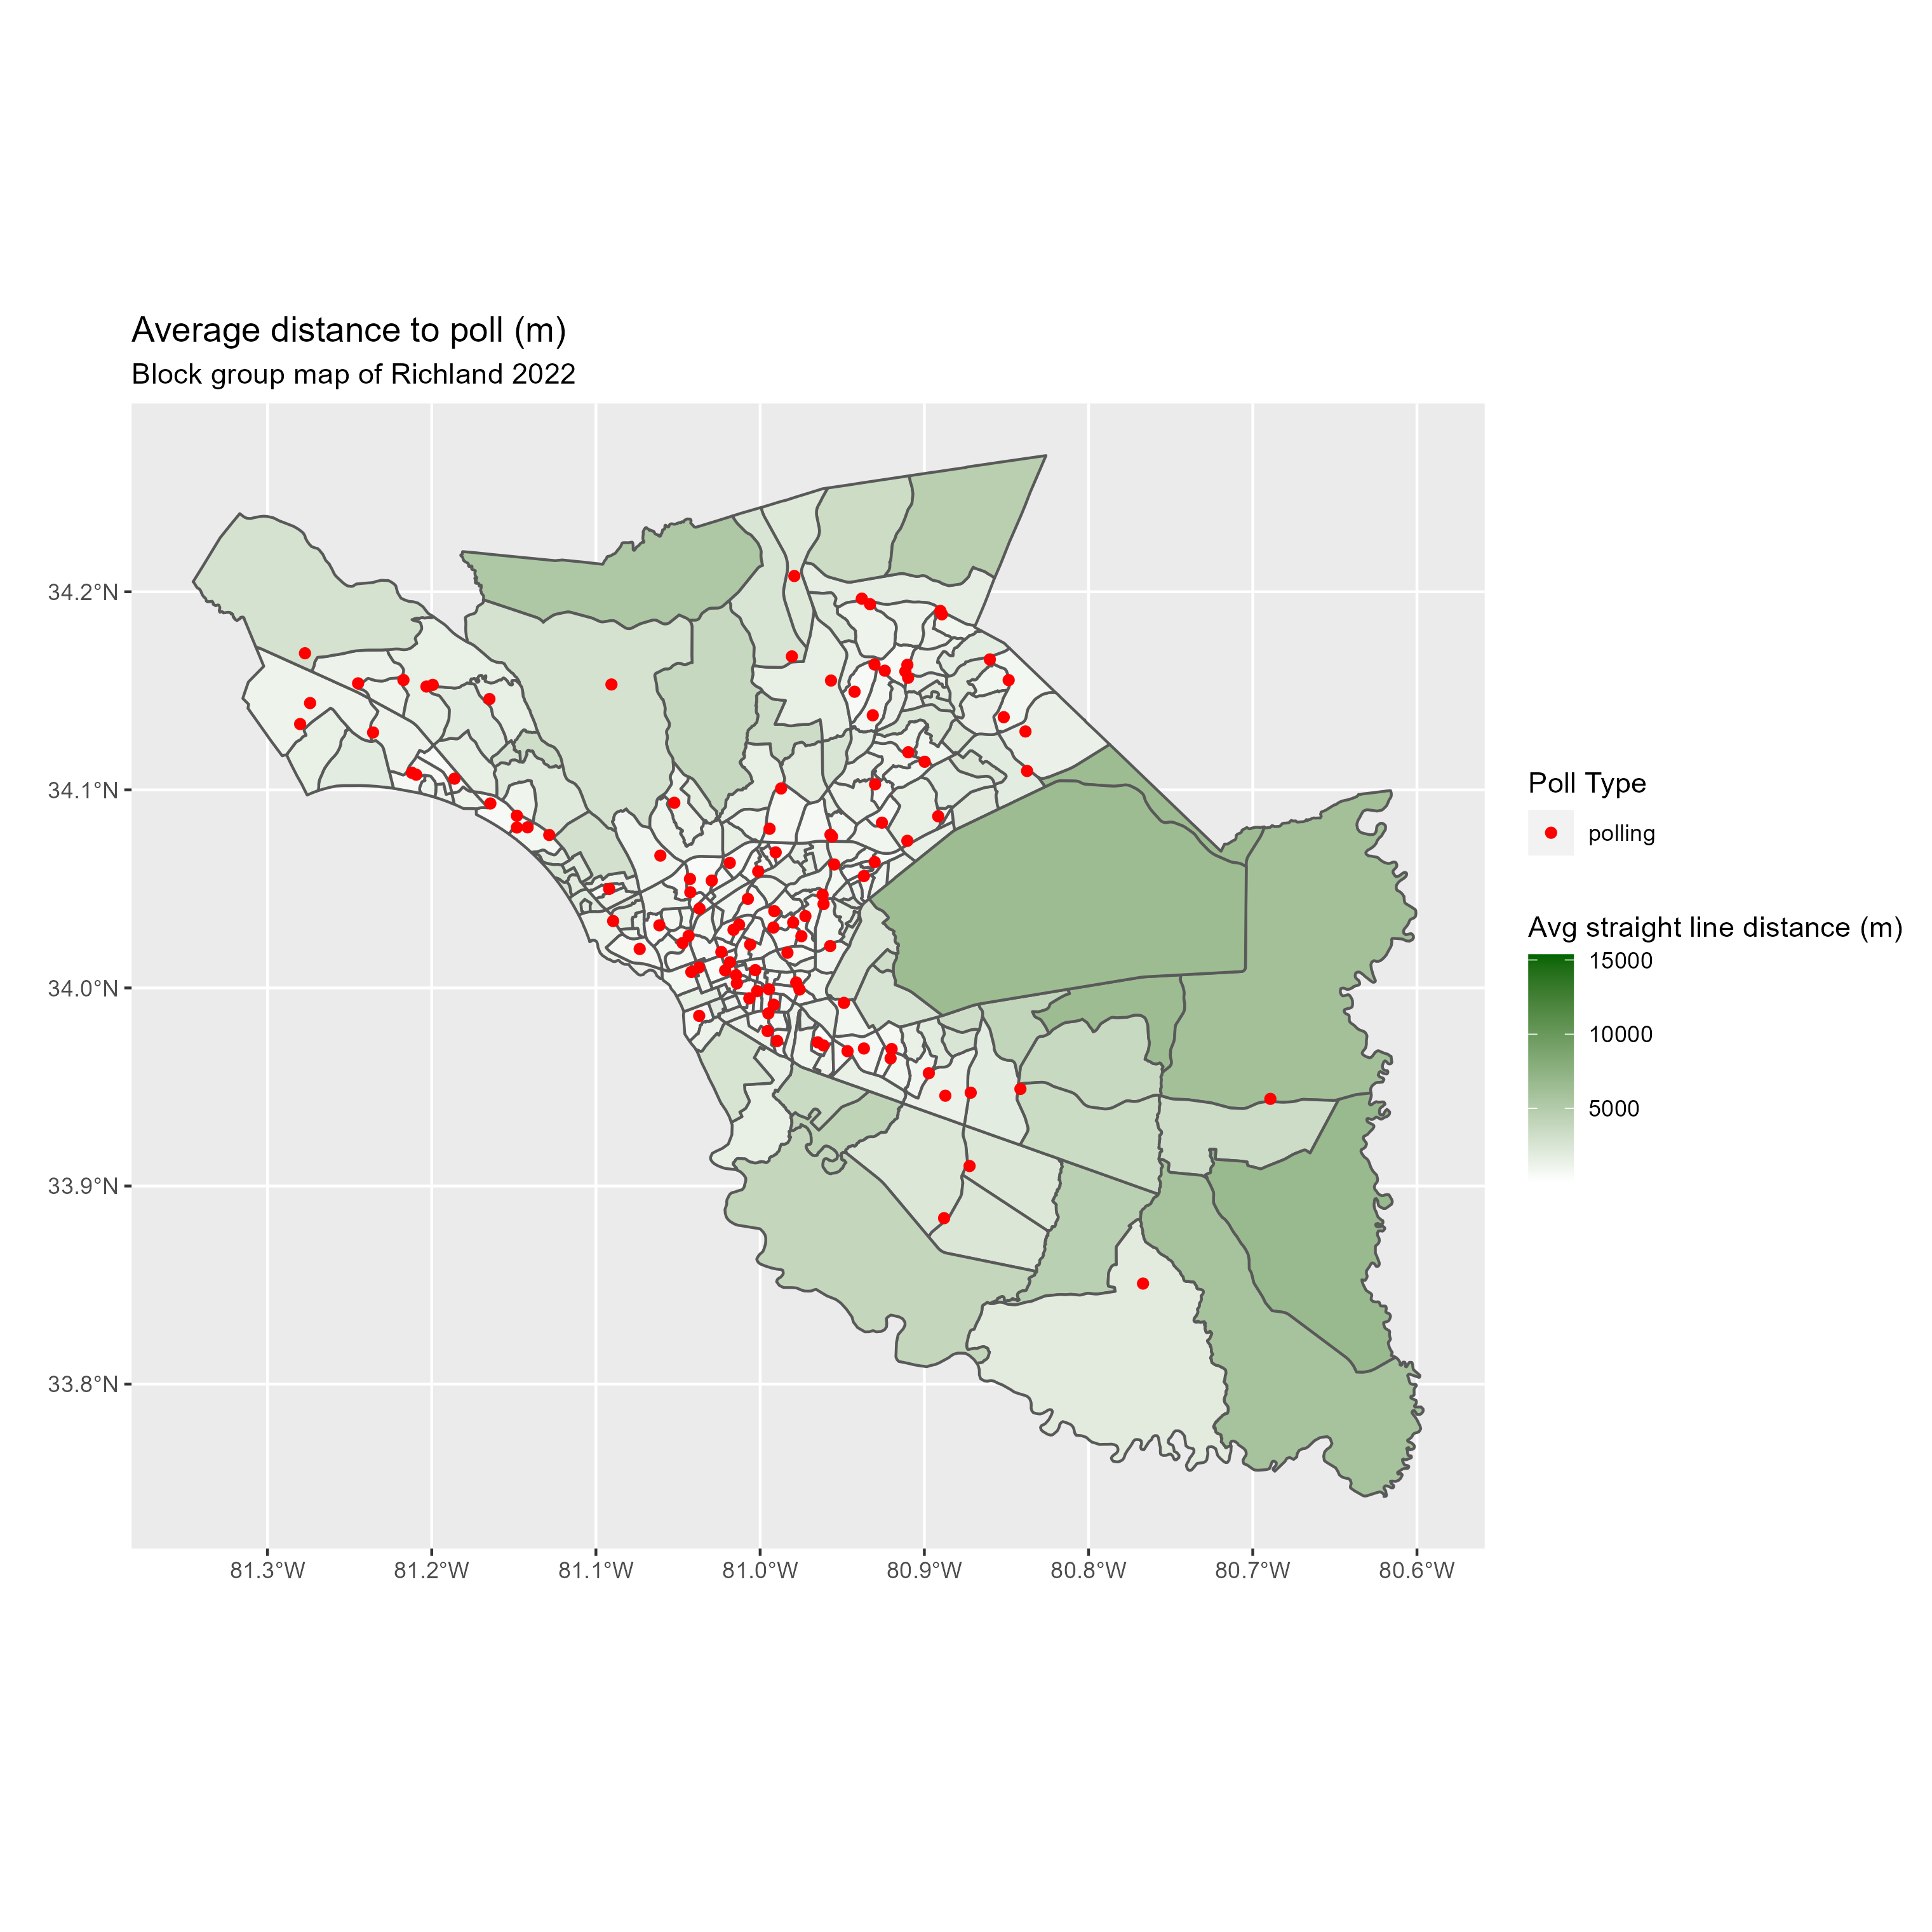 Average distance to poll (m)
Block group map of Richland 2022
34.2°N
34.1°N
34.0°N
33.9°N
33.8°N
81.3°W
81.2°W
81.1°W
81.0°W
80.9°W
80.8°W
80.7°W
80.6°W
Poll Type
polling
Avg straight line distance (m)
15000
10000
5000